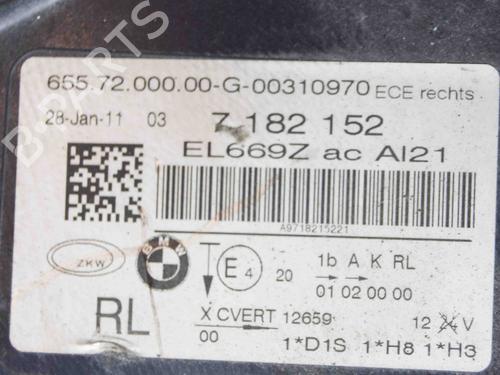 655.72.000.00-G-00310970 ECE rechts
28-Jan-11 03 7 182 152
EL669Z ac AI21
A9718215221
ZKW
BMW
E4 20 1b A K RL
01 02 00 00
RL
X CVERT 12659 12 24 V
00 1*D1S 1*H8 1*H3
B-Parts